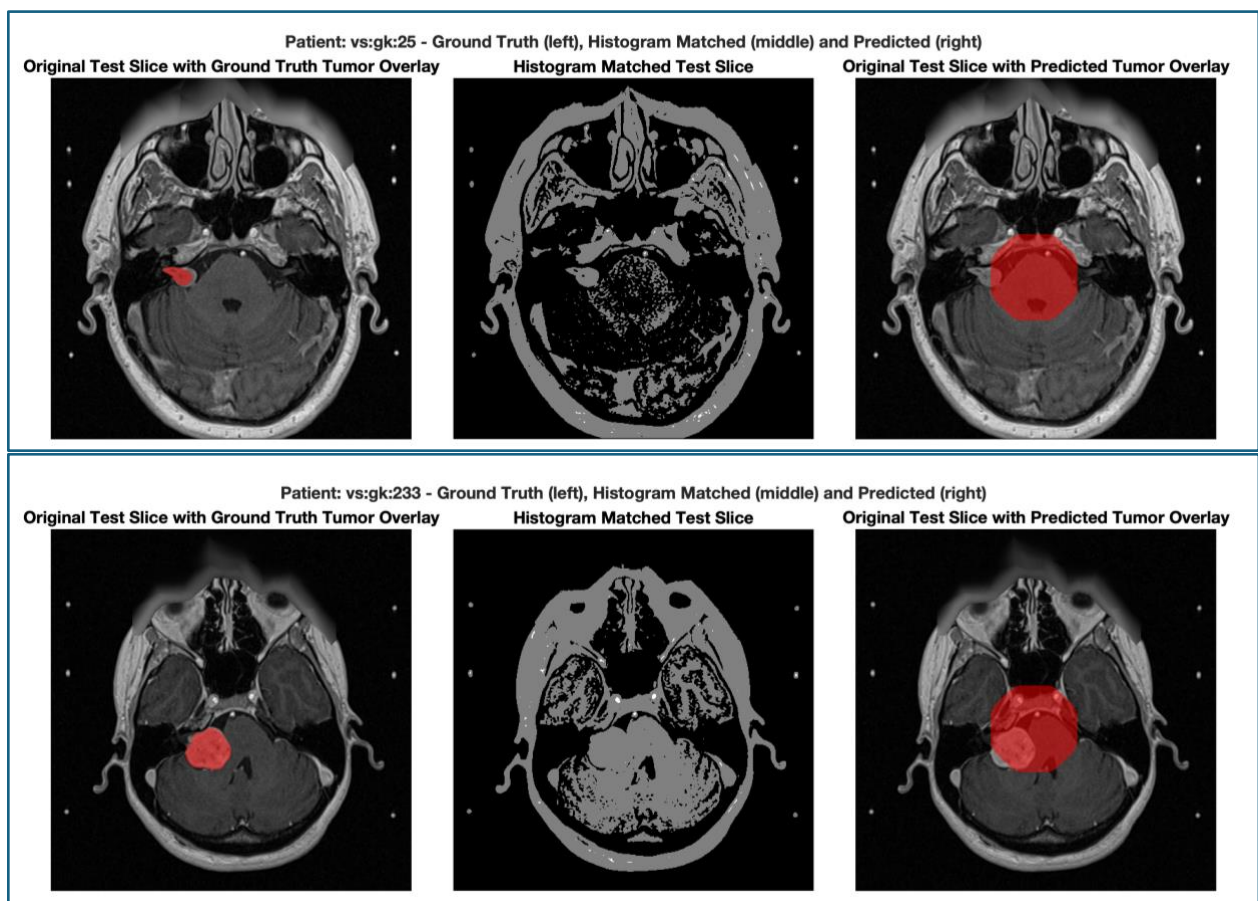 Patient: vs:gk:25 - Ground Truth (left), Histogram Matched (middle) and Predicted (right)
Original Test Slice with Ground Truth Tumor Overlay
Histogram Matched Test Slice
Original Test Slice with Predicted Tumor Overlay
Patient: vs:gk:233 - Ground Truth (left), Histogram Matched (middle) and Predicted (right)
Original Test Slice with Ground Truth Tumor Overlay
Histogram Matched Test Slice
Original Test Slice with Predicted Tumor Overlay